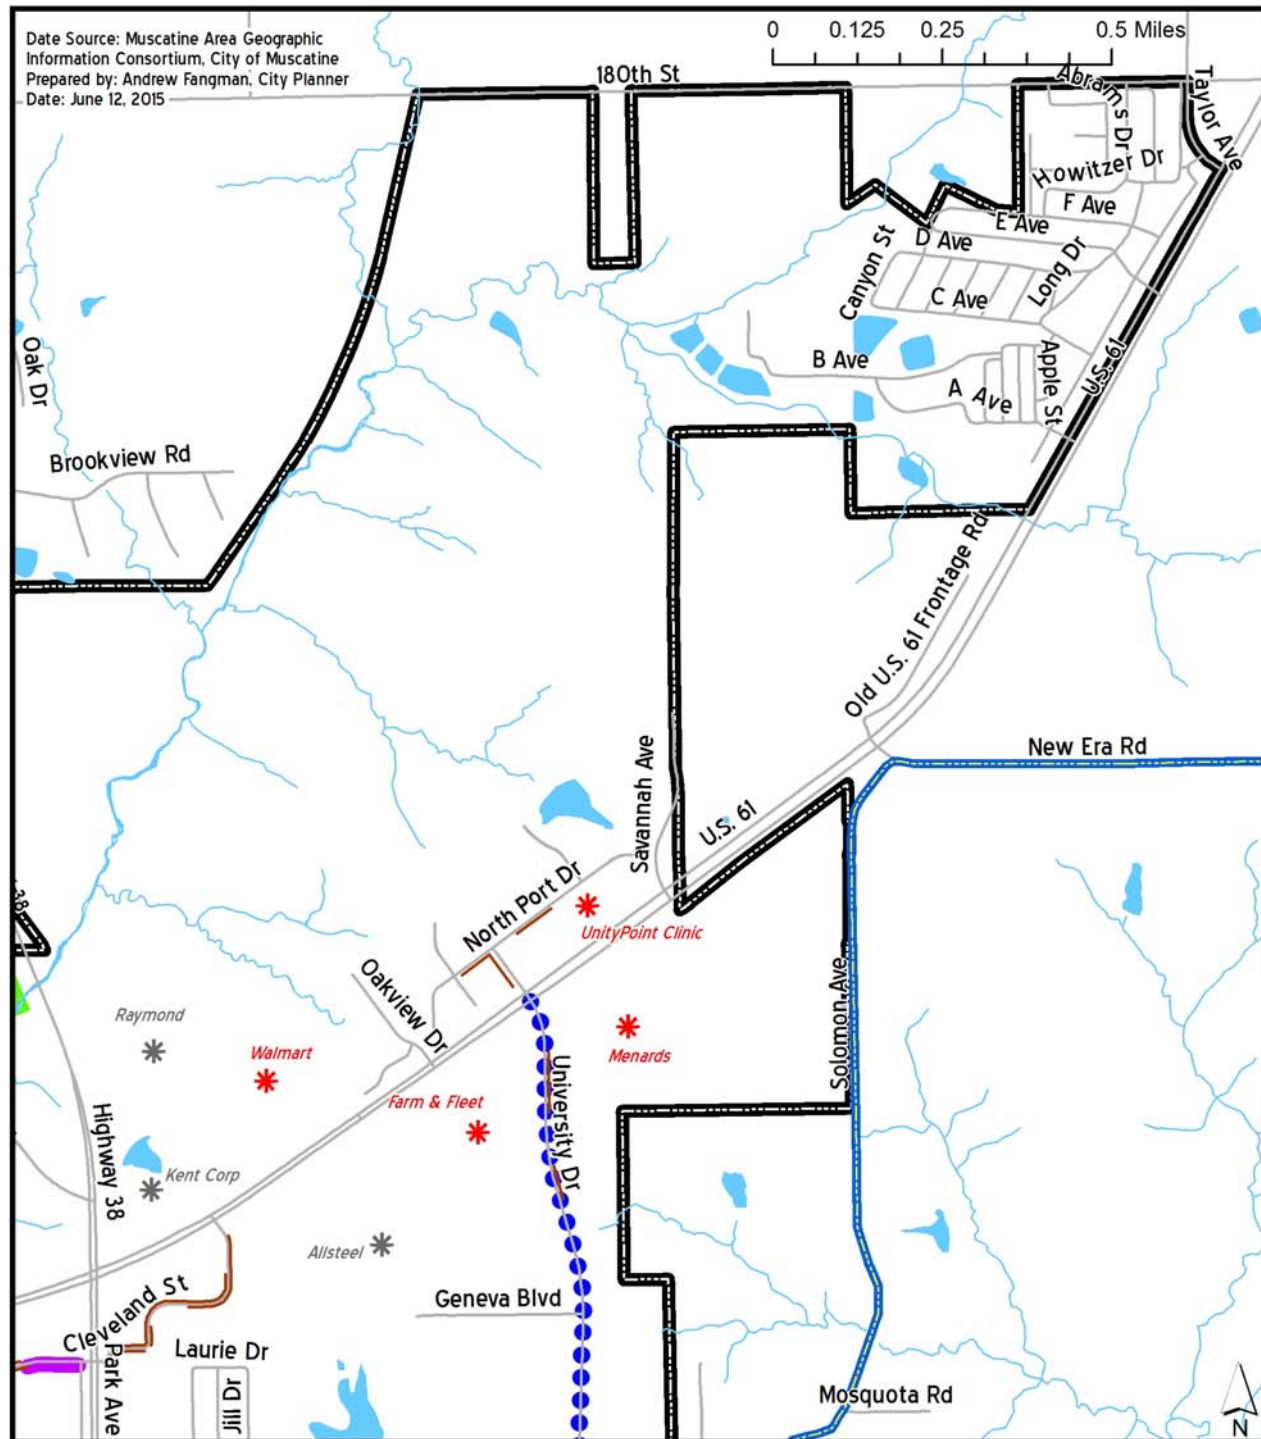 Date Source: Muscatine Area Geographic
Information Consortium, City of Muscatine
Prepared by: Andrew Fangman, City Planner
Date: June 12, 2015
0 0.125 0.25 0.5 Miles
180th St
Abrams Dr
Taylor Ave
Howitzer Dr
F Ave
E Ave
D Ave
Canyon St
Long Dr
C Ave
Oak Dr
B Ave
Apple St
U.S. 61
A Ave
Brookview Rd
Old U.S. 61 Frontage Rd
New Era Rd
Savannah Ave
U.S. 61
38
North Port Dr
UnityPoint Clinic
Oakview Dr
Solomon Ave
Raymond
Walmart
Menards
University Dr
Farm & Fleet
Highway 38
Kent Corp
Allsteel
Geneva Blvd
Cleveland St
Laurie Dr
Park Ave
Jill Dr
Mosquota Rd
N